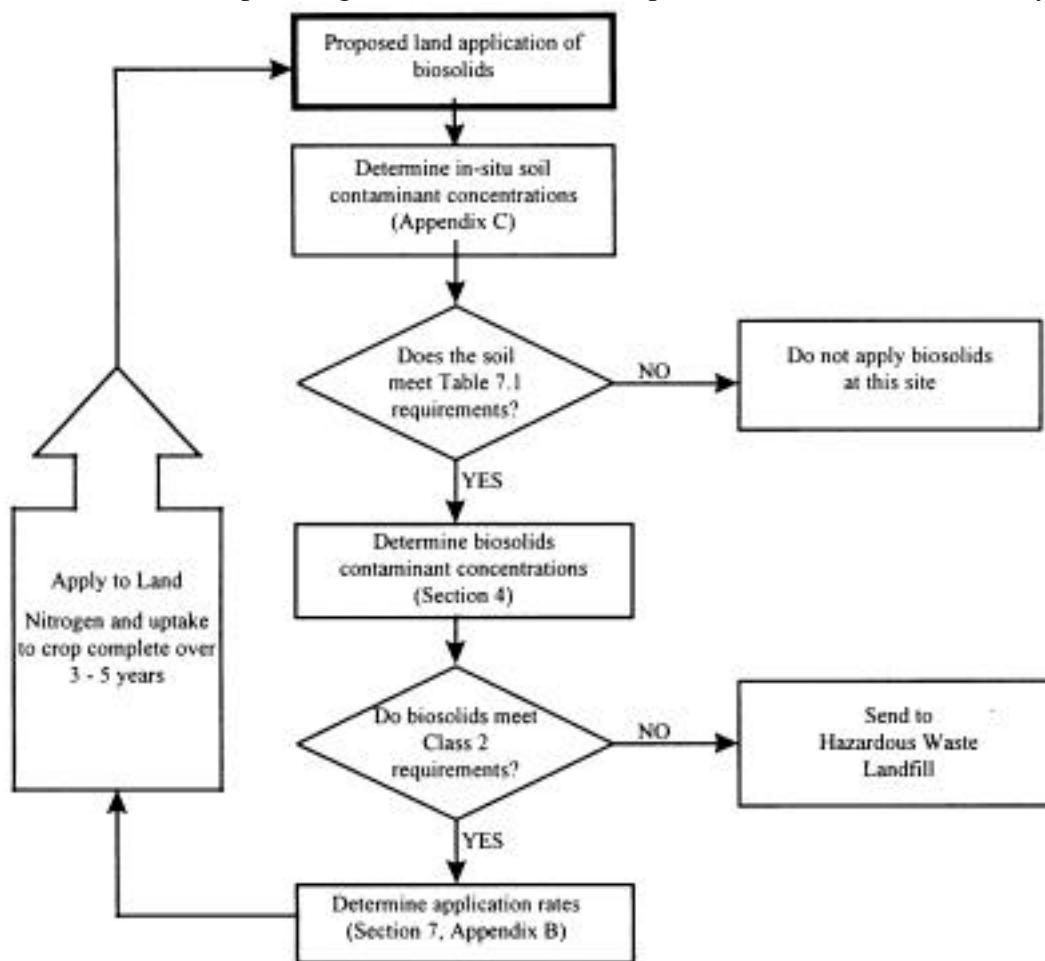 Proposed land application of
biosolids
Determine in-situ soil
contaminant concentrations
(Appendix C)
Does the soil
meet Table 7.1
requirements?
NO
Do not apply biosolids
at this site
YES
Determine biosolids
contaminant concentrations
(Section 4)
Apply to Land
Nitrogen and uptake
to crop complete over
3 - 5 years
Do biosolids meet
Class 2
requirements?
NO
Send to
Hazardous Waste
Landfill
YES
Determine application rates
(Section 7, Appendix B)